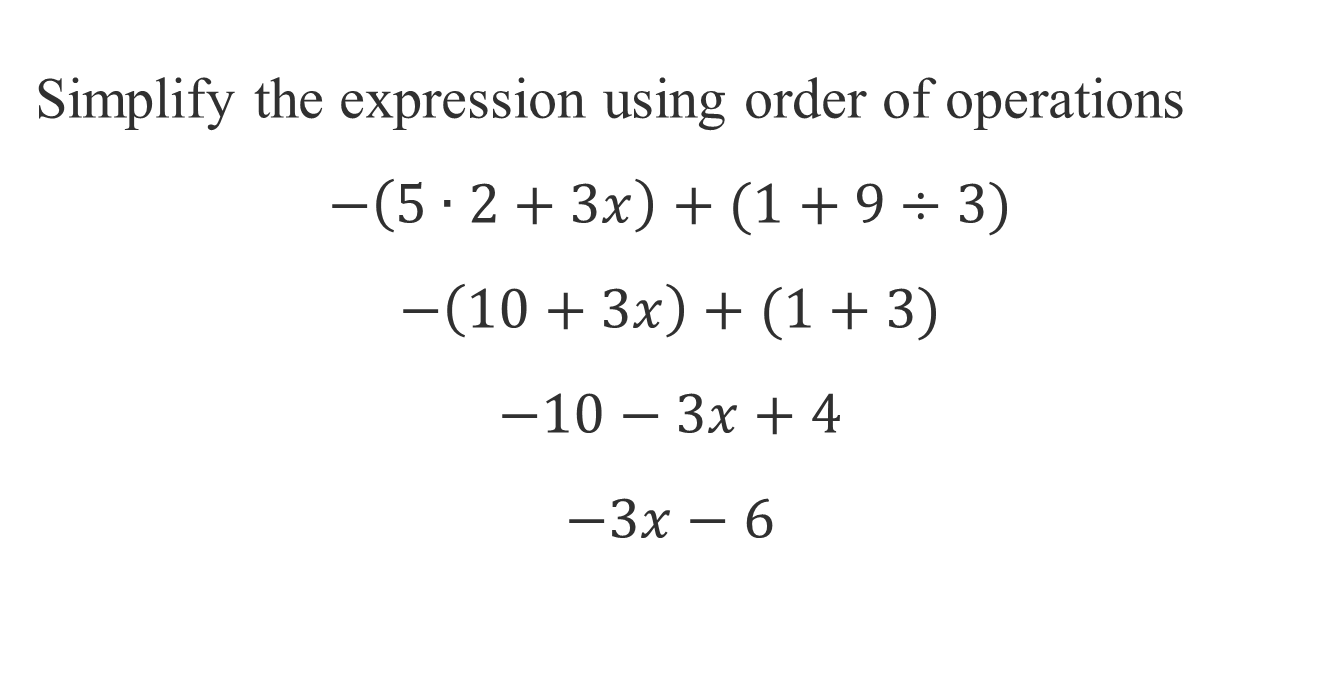 Simplify the expression using order of operations
−(5 · 2 + 3x) + (1 + 9 ÷ 3)
−(10 + 3x) + (1 + 3)
−10 − 3x + 4
−3x − 6